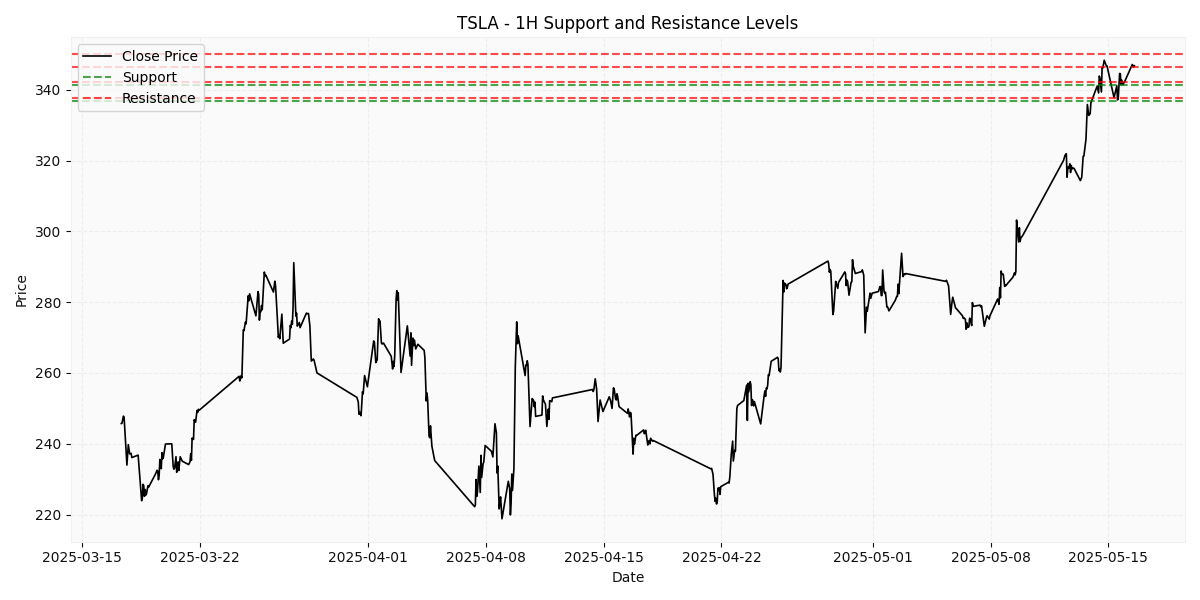 TSLA - 1H Support and Resistance Levels
Close Price
Support
Resistance
Price
340
320
300
280
260
240
220
2025-03-15 2025-03-22 2025-04-01 2025-04-08 2025-04-15 2025-04-22 2025-05-01 2025-05-08 2025-05-15
Date